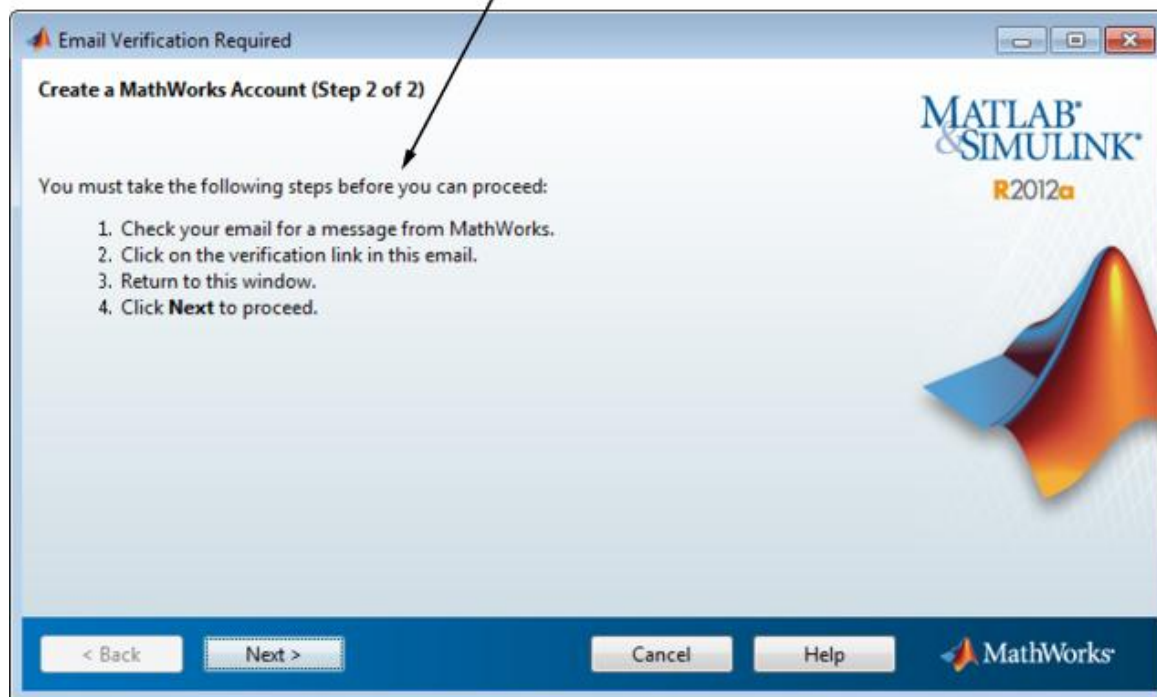 Email Verification Required
Create a MathWorks Account (Step 2 of 2)
MATLAB®
&SIMULINK®
R2012a
You must take the following steps before you can proceed:
1. Check your email for a message from MathWorks.
2. Click on the verification link in this email.
3. Return to this window.
4. Click Next to proceed.
< Back Next > Cancel Help MathWorks®